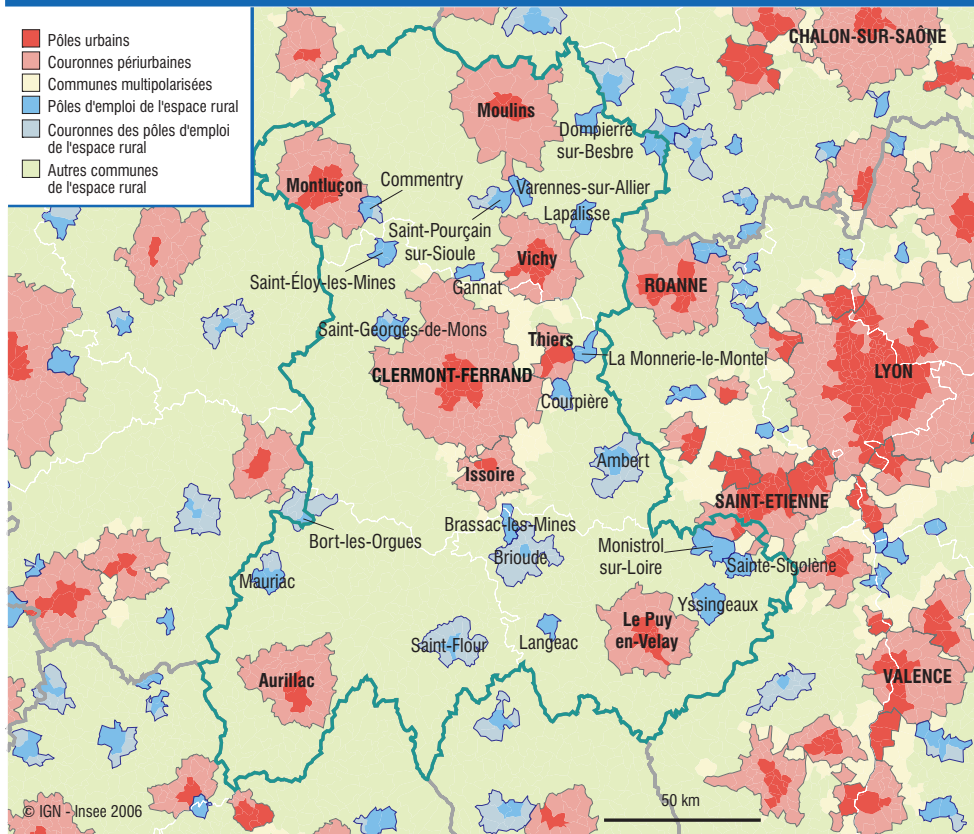 Pôles urbains
Couronnes périurbaines
Communes multipolarisées
Pôles d'emploi de l'espace rural
Couronnes des pôles d'emploi
de l'espace rural
Autres communes
de l'espace rural
CHALON-SUR-SAÔNE
Moulins
Dompierre
sur-Besbre
Montluçon
Commentry
Varennes-sur-Allier
Lapalisse
Saint-Pourçain
sur-Sioule
Vichy
Saint-Éloy-les-Mines
Gannat
ROANNE
Saint-Georges-de-Mons
Thiers
La Monnerie-le-Montel
CLERMONT-FERRAND
LYON
Courpière
Ambert
Issoire
SAINT-ETIENNE
Brassac-les-Mines
Bort-les-Orgues
Monistrol
sur-Loire
Brioude
Sainte-Sigolène
Mauriac
Yssingeaux
Le Puy
en-Velay
Saint-Flour
Langeac
Aurillac
VALENCE
50 km
© IGN - Insee 2006